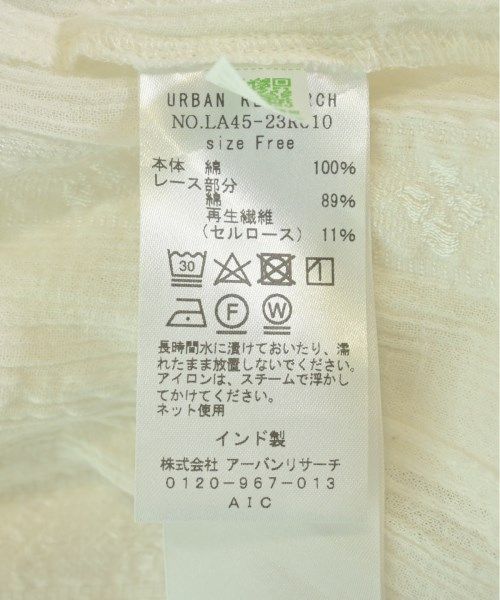 URBAN RE RCH
NO.LA45-23R010
size Free
本体 綿 100%
レース部分
綿 89%
再生繊維
(セルロース) 11%
30
F W
長時間水に漬けておいたり、濡
れたまま放置しないでください。
アイロンは、スチームで浮かし
てかけてください。
ネット使用
インド製
株式会社 アーバンリサーチ
0120-967-013
AIC